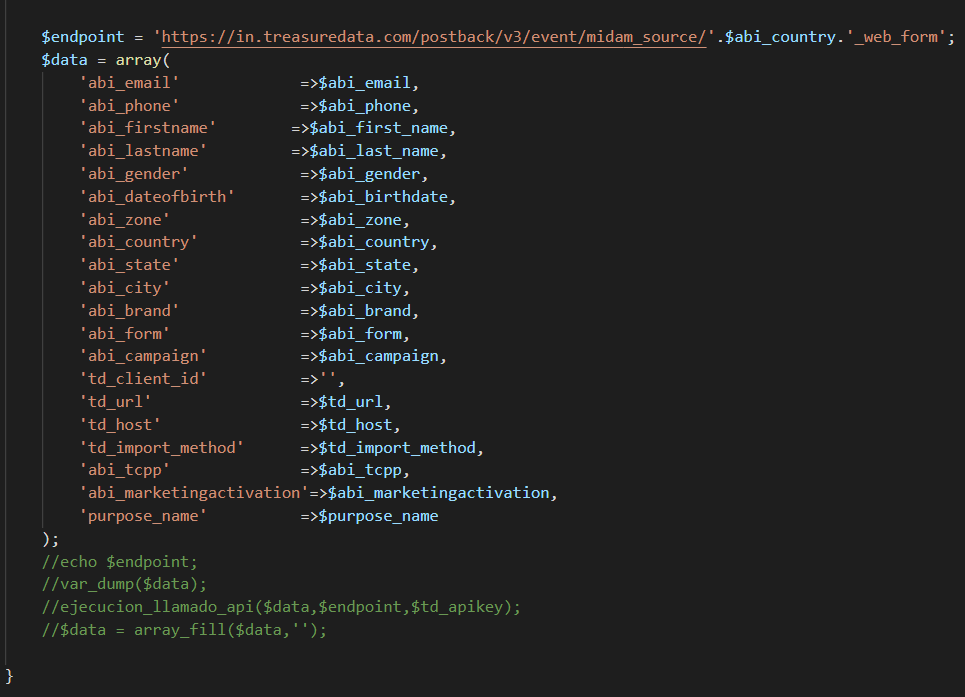 $endpoint = 'https://in.treasuredata.com/postback/v3/event/midam_source/'.$abi_country.'_web_form';
$data = array(
    'abi_email'             =>$abi_email,
    'abi_phone'             =>$abi_phone,
    'abi_firstname'        =>$abi_first_name,
    'abi_lastname'         =>$abi_last_name,
    'abi_gender'            =>$abi_gender,
    'abi_dateofbirth'       =>$abi_birthdate,
    'abi_zone'              =>$abi_zone,
    'abi_country'           =>$abi_country,
    'abi_state'             =>$abi_state,
    'abi_city'              =>$abi_city,
    'abi_brand'             =>$abi_brand,
    'abi_form'              =>$abi_form,
    'abi_campaign'          =>$abi_campaign,
    'td_client_id'          =>'',
    'td_url'                =>$td_url,
    'td_host'               =>$td_host,
    'td_import_method'      =>$td_import_method,
    'abi_tcpp'              =>$abi_tcpp,
    'abi_marketingactivation'=>$abi_marketingactivation,
    'purpose_name'          =>$purpose_name
);
//echo $endpoint;
//var_dump($data);
//ejecucion_llamado_api($data,$endpoint,$td_apikey);
//$data = array_fill($data,'');
}